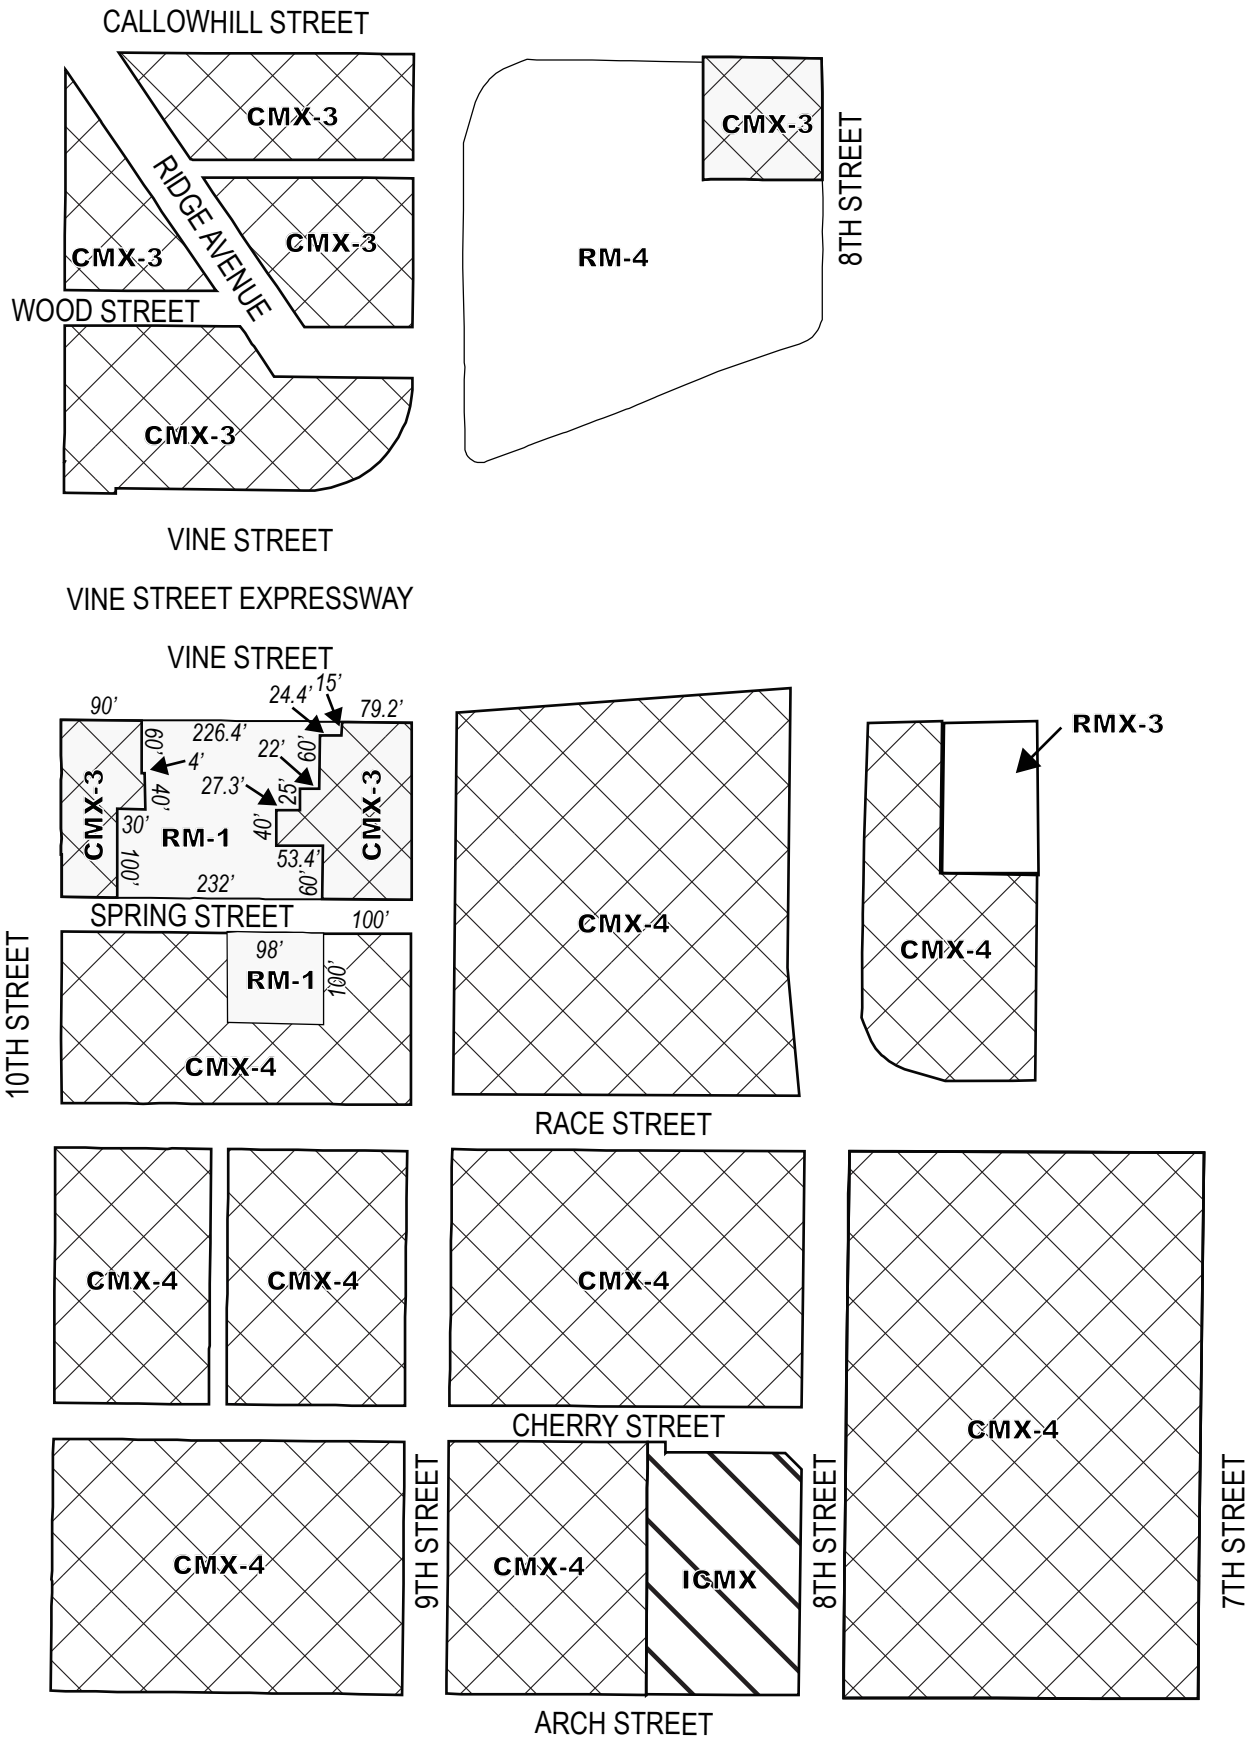 CALLOWHILL STREET
CMX-3
CMX-3
8TH STREET
RIDGE AVENUE
CMX-3
CMX-3
RM-4
WOOD STREET
CMX-3
VINE STREET
VINE STREET EXPRESSWAY
VINE STREET
15'
24.4'
90'
79.2'
226.4'
60'
60'
22'
4'
27.3'
25'
40'
CMX-3
CMX-3
30'
40'
RM-1
100'
53.4'
232'
60'
RMX-3
SPRING STREET
100'
98'
RM-1
100'
CMX-4
CMX-4
CMX-4
10TH STREET
RACE STREET
CMX-4
CMX-4
CMX-4
CMX-4
CHERRY STREET
CMX-4
9TH STREET
CMX-4
ICMX
8TH STREET
7TH STREET
ARCH STREET